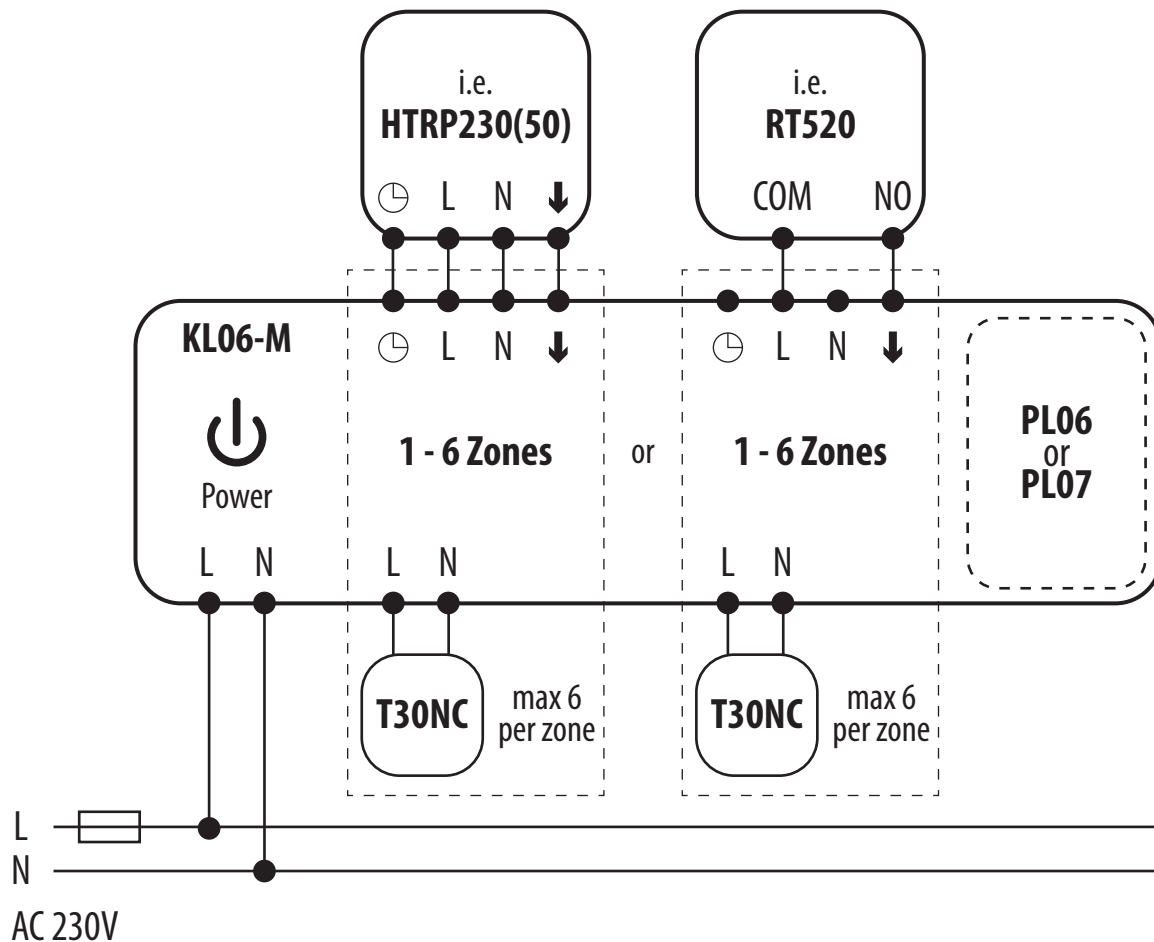 i.e.
HTRP230(50)
L N
i.e.
RT520
COM NO
KL06-M
Power
L N
L N
1 - 6 Zones
L N
or
L N
1 - 6 Zones
L N
PL06
or
PL07
T30NC
max 6
per zone
T30NC
max 6
per zone
L
N
AC 230V